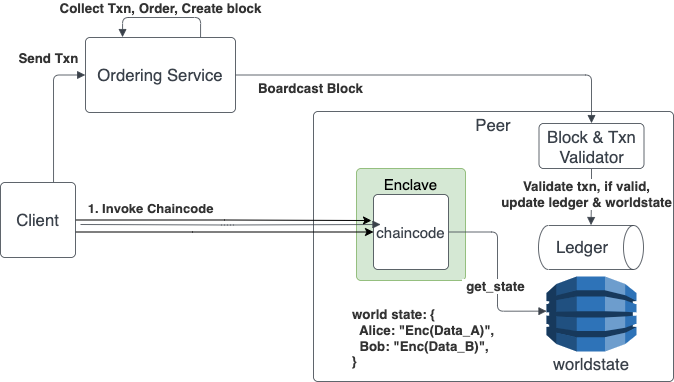 Collect Txn, Order, Create block
Send Txn
Ordering Service
Boardcast Block
Peer
Block & Txn
Validator
Enclave
Validate txn, if valid,
update ledger & worldstate
1. Invoke Chaincode
Client
chaincode
Ledger
get_state
world state: {
Alice: "Enc(Data_A)",
Bob: "Enc(Data_B)",
}
worldstate